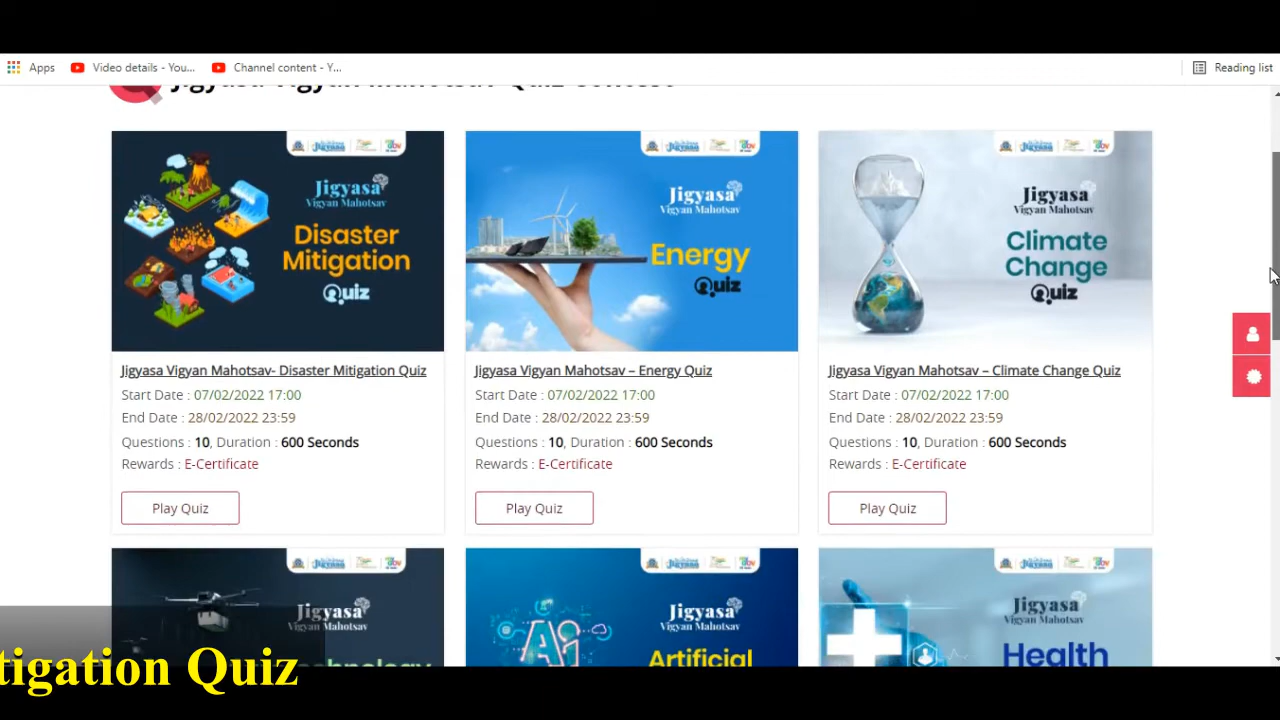 Apps Video details - You... Channel content - Y... Reading list
Jigyasa Vigyan Mahotsav Quiz Contest
Jigyasa
Vigyan Mahotsav
Disaster
Mitigation
Quiz
Jigyasa
Vigyan Mahotsav
Energy
Quiz
Jigyasa
Vigyan Mahotsav
Climate
Change
Quiz
Jigyasa Vigyan Mahotsav- Disaster Mitigation Quiz
Start Date : 07/02/2022 17:00
End Date : 28/02/2022 23:59
Questions : 10, Duration : 600 Seconds
Rewards : E-Certificate
Play Quiz
Jigyasa Vigyan Mahotsav – Energy Quiz
Start Date : 07/02/2022 17:00
End Date : 28/02/2022 23:59
Questions : 10, Duration : 600 Seconds
Rewards : E-Certificate
Play Quiz
Jigyasa Vigyan Mahotsav – Climate Change Quiz
Start Date : 07/02/2022 17:00
End Date : 28/02/2022 23:59
Questions : 10, Duration : 600 Seconds
Rewards : E-Certificate
Play Quiz
Jigyasa
Vigyan Mahotsav
Jigyasa
Vigyan Mahotsav
Ai
Artificial
Jigyasa
Vigyan Mahotsav
Health
tigation Quiz